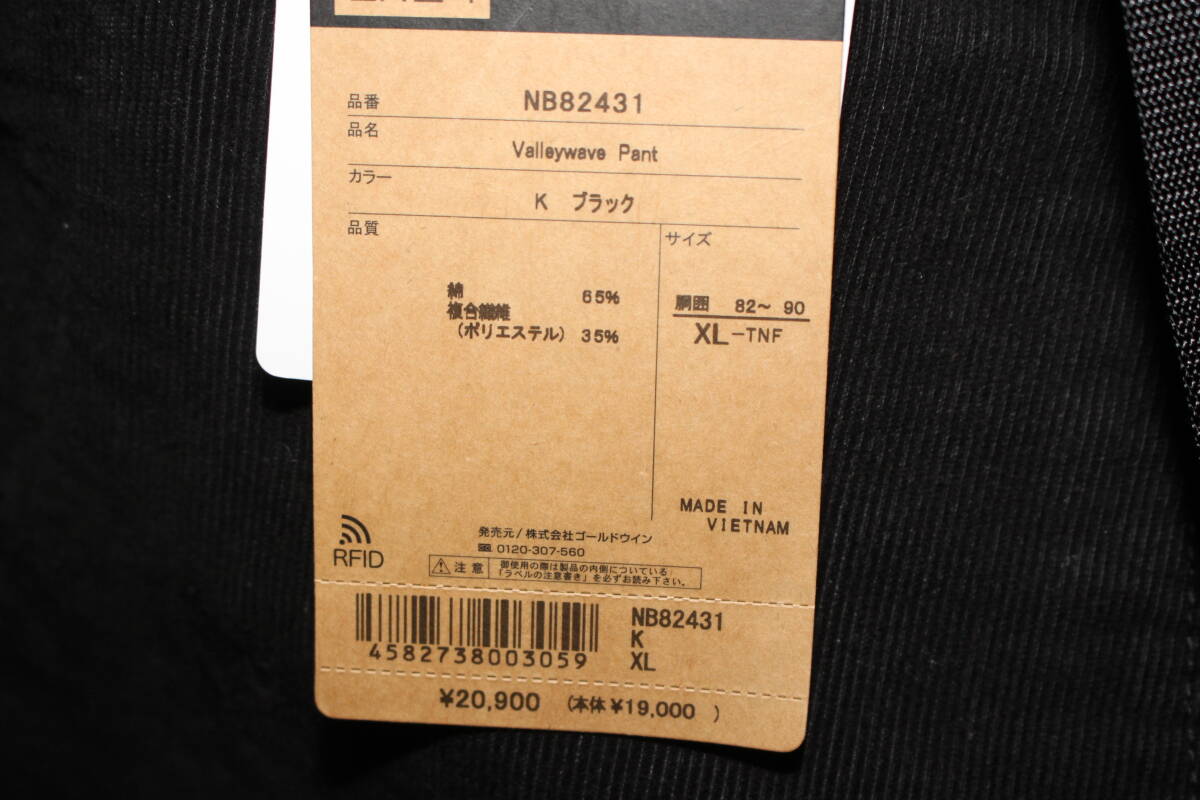 品番 NB82431
品名
Valleywave Pant
カラー
K ブラック
品質
サイズ
綿 65%
複合繊維
(ポリエステル) 35%
胴囲 82~ 90
XL-TNF
MADE IN
VIETNAM
RFID
発売元/株式会社ゴールドウイン
0120-307-560
注意
御使用の際は製品の内側についている
「ラベルの注意書き」を必ずお読み下さい。
4582738003059
NB82431
K
XL
¥20,900 (本体¥19,000 )